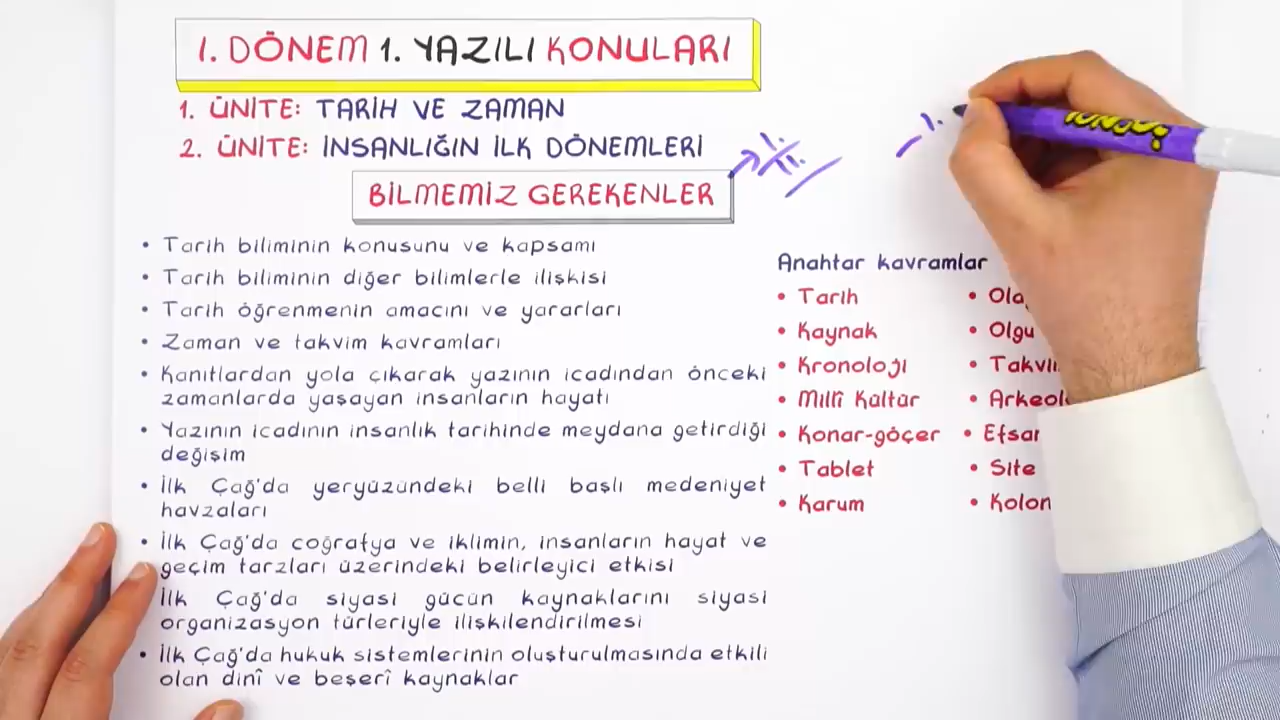 1. DÖNEM 1. YAZILI KONULARI
1. ÜNİTE: TARİH VE ZAMAN
2. ÜNİTE: İNSANLIĞIN İLK DÖNEMLERİ
BİLMEMİZ GEREKENLER
• Tarih biliminin konusunu ve kapsamı
• Tarih biliminin diğer bilimlerle ilişkisi
• Tarih öğrenmenin amacını ve yararları
• Zaman ve takvim kavramları
• Kanıtlardan yola çıkarak yazının icadından önceki
zamanlarda yaşayan insanların hayatı
• Yazının icadının insanlık tarihinde meydana getirdiği
değişim
• İlk Çağ'da yeryüzündeki belli başlı medeniyet
havzaları
• İlk Çağ'da coğrafya ve iklimin, insanların hayat ve
geçim tarzları üzerindeki belirleyici etkisi
İlk Çağ'da siyasi gücün kaynaklarını siyasi
organizasyon türleriyle ilişkilendirilmesi
• İlk Çağ'da hukuk sistemlerinin oluşturulmasında etkili
olan dinî ve beşerî kaynaklar
1.
11.
1.
Anahtar kavramlar
• Tarih
• Kaynak
• Kronoloji
• Millî Kültür
• Konar-göçer
• Tablet
• Karum
• Olgu
• Site